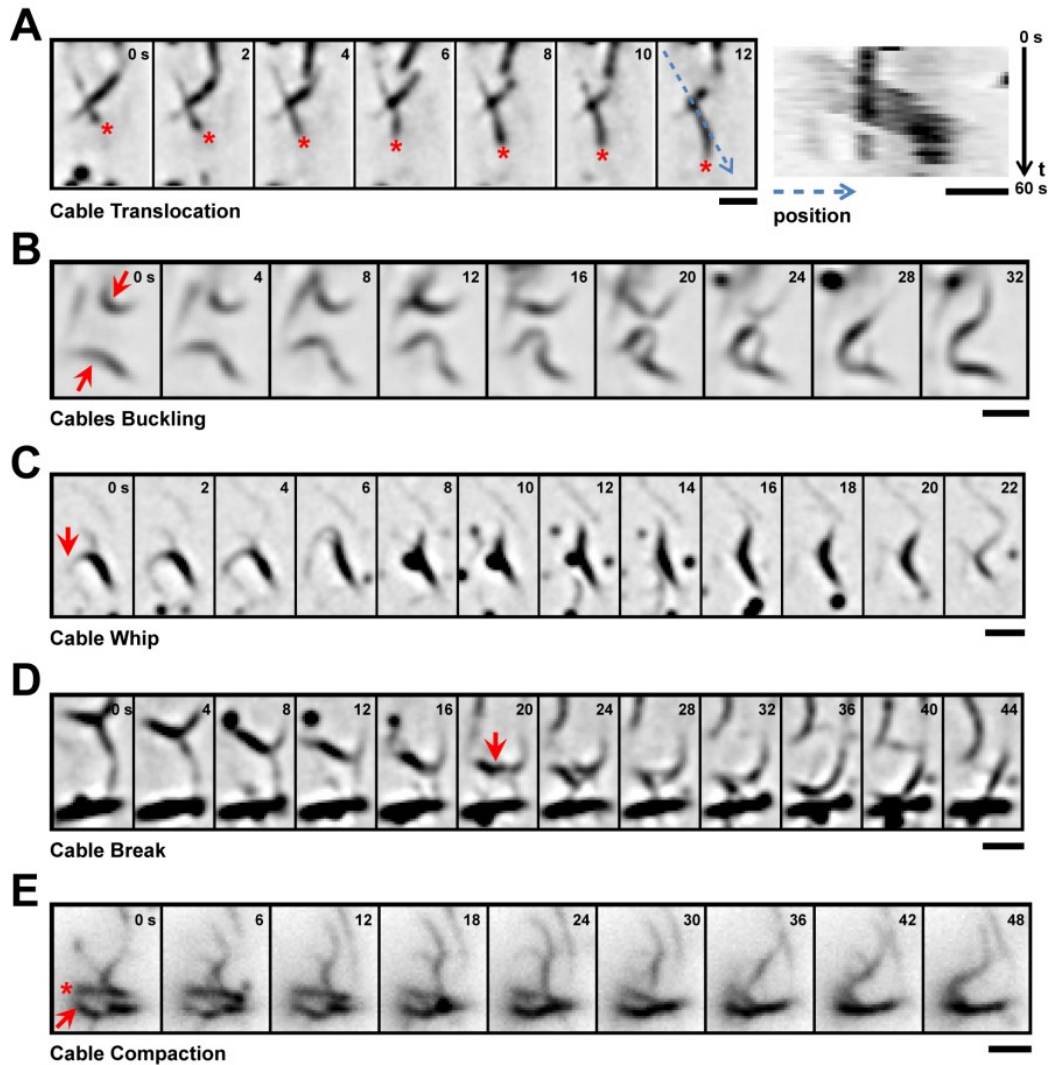 A
0 s 2 4 6 8 10 12
* * * * * * *
Cable Translocation
0 s
t
60 s
position
B
0 s 4 8 12 16 20 24 28 32
Cables Buckling
C
0 s 2 4 6 8 10 12 14 16 18 20 22
Cable Whip
D
0 s 4 8 12 16 20 24 28 32 36 40 44
Cable Break
E
0 s 6 12 18 24 30 36 42 48
*
Cable Compaction